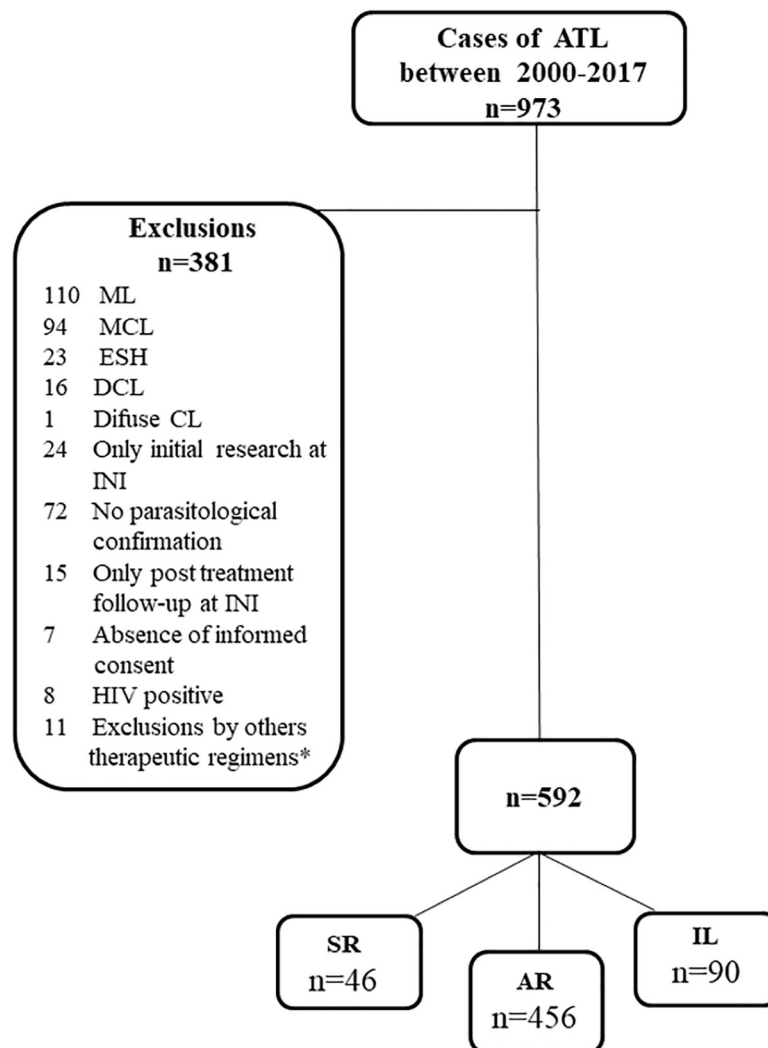 Cases of ATL
between 2000-2017
n=973
Exclusions
n=381
110 ML
94 MCL
23 ESH
16 DCL
1 Difuse CL
24 Only initial research at
INI
72 No parasitological
confirmation
15 Only post treatment
follow-up at INI
7 Absence of informed
consent
8 HIV positive
11 Exclusions by others
therapeutic regimens*
n=592
SR
n=46
AR
n=456
IL
n=90